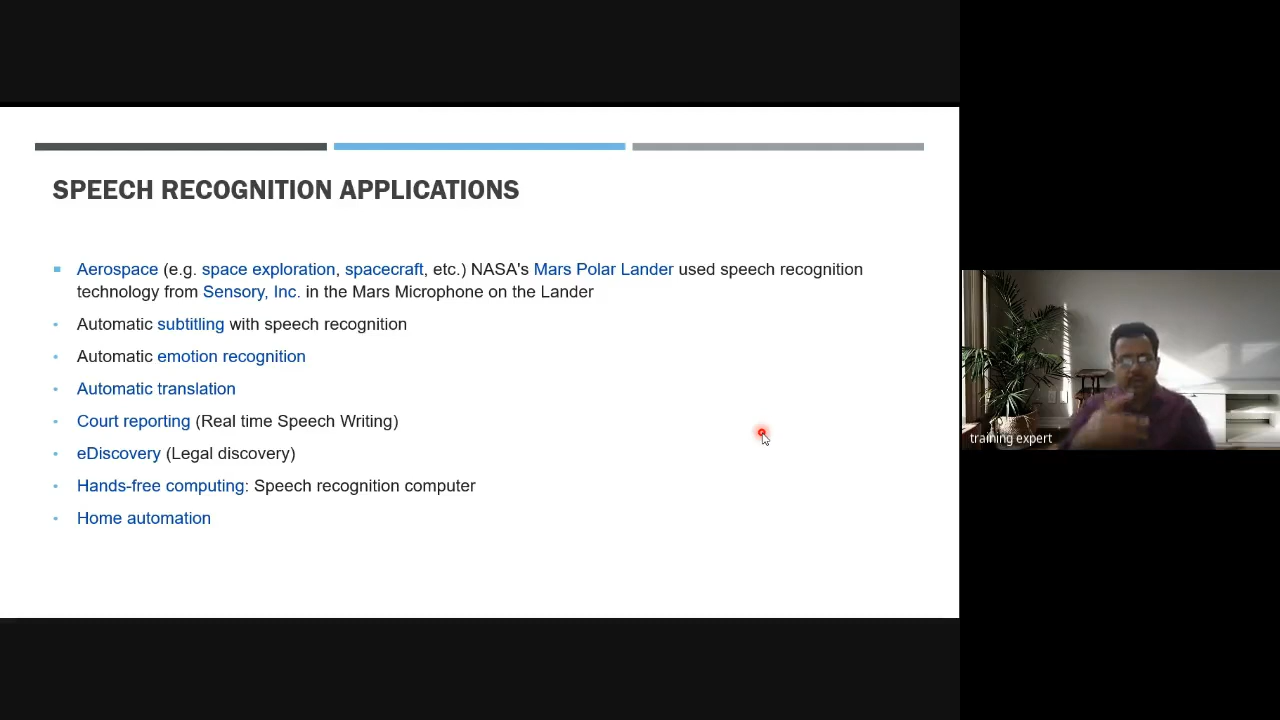 SPEECH RECOGNITION APPLICATIONS
Aerospace (e.g. space exploration, spacecraft, etc.) NASA's Mars Polar Lander used speech recognition
technology from Sensory, Inc. in the Mars Microphone on the Lander
Automatic subtitling with speech recognition
Automatic emotion recognition
Automatic translation
Court reporting (Real time Speech Writing)
eDiscovery (Legal discovery)
Hands-free computing: Speech recognition computer
Home automation
training expert